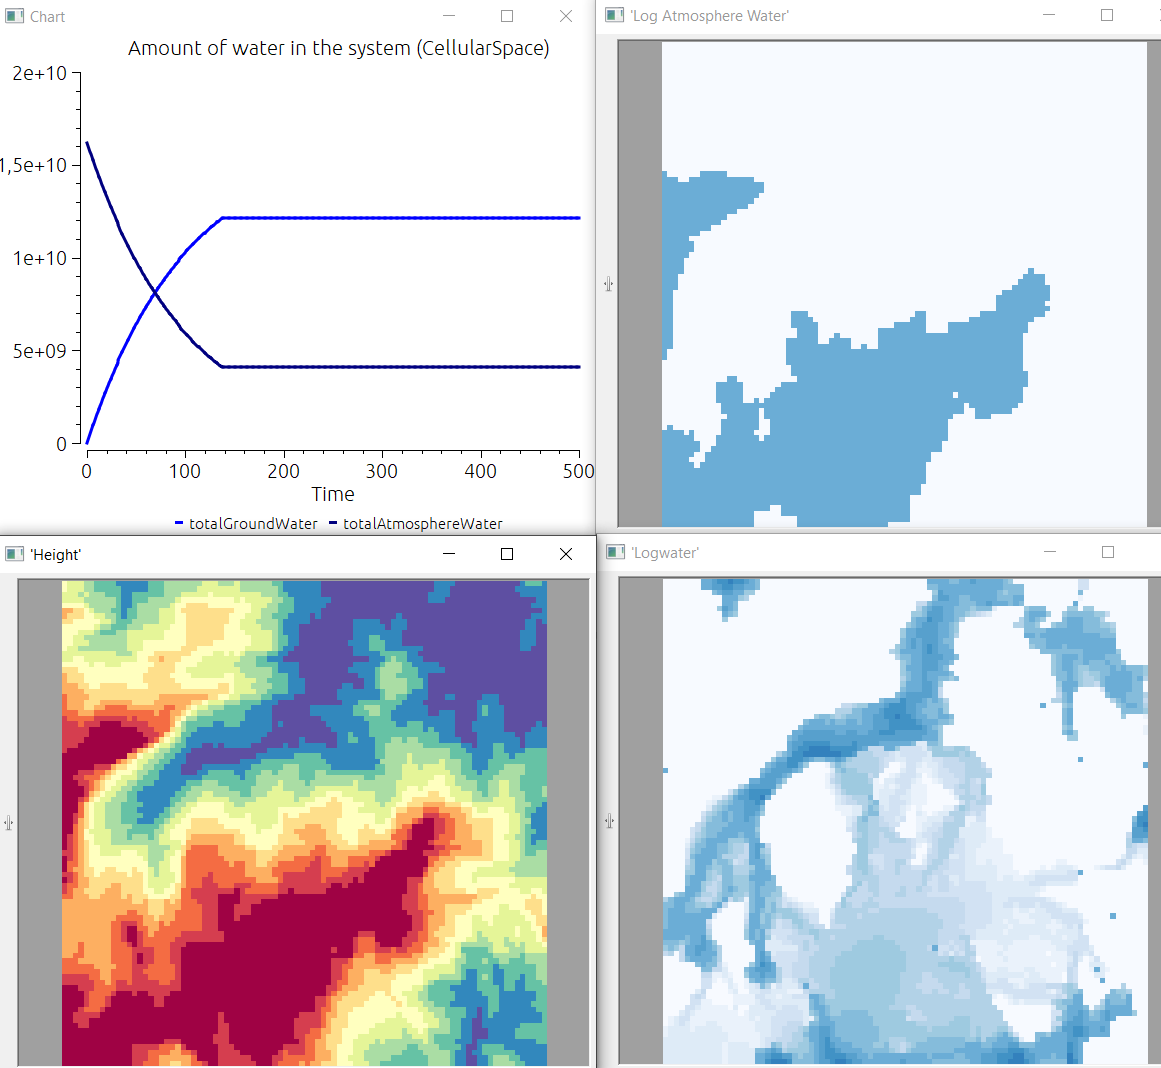 Chart
Amount of water in the system (CellularSpace)
2e+10
1,5e+10
1e+10
5e+09
0
0 100 200 300 400 500
Time
totalGroundWater totalAtmosphereWater
'Log Atmosphere Water'
'Height'
'Logwater'